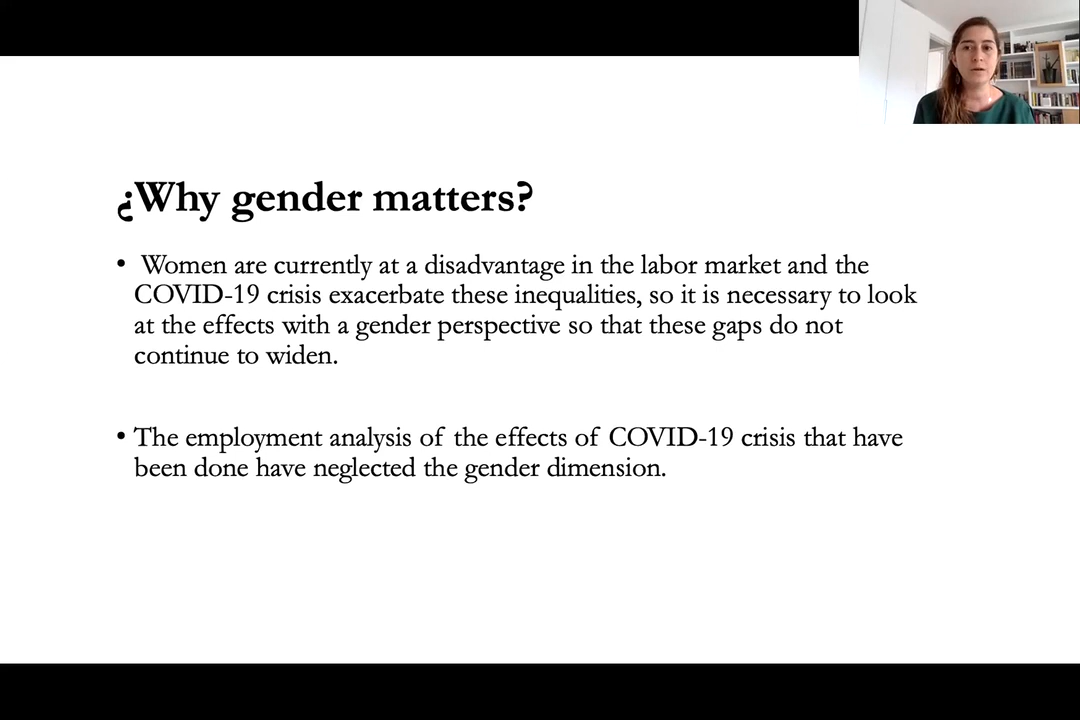 ¿Why gender matters?
• Women are currently at a disadvantage in the labor market and the
COVID-19 crisis exacerbate these inequalities, so it is necessary to look
at the effects with a gender perspective so that these gaps do not
continue to widen.
• The employment analysis of the effects of COVID-19 crisis that have
been done have neglected the gender dimension.